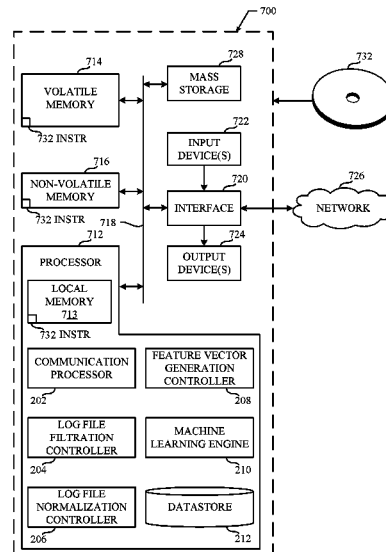 700
714
VOLATILE
MEMORY
732 INSTR
728
MASS
STORAGE
732
722
INPUT
DEVICE(S)
716
NON-VOLATILE
MEMORY
732 INSTR
718
720
INTERFACE
726
NETWORK
724
OUTPUT
DEVICE(S)
712
PROCESSOR
LOCAL
MEMORY
713
732 INSTR
COMMUNICATION
PROCESSOR
202
FEATURE VECTOR
GENERATION
CONTROLLER
208
LOG FILE
FILTRATION
CONTROLLER
204
MACHINE
LEARNING ENGINE
210
LOG FILE
NORMALIZATION
CONTROLLER
206
DATASTORE
212